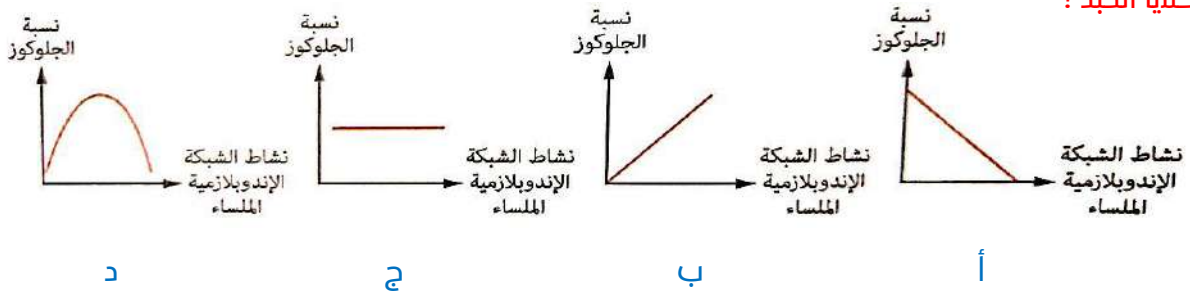 خلايا الكبد ؟
نسبة
الجلوكوز
نشاط الشبكة
الإندوبلازمية
الملساء
أ
نسبة
الجلوكوز
نشاط الشبكة
الإندوبلازمية
الملساء
ب
نسبة
الجلوكوز
نشاط الشبكة
الإندوبلازمية
الملساء
ج
نسبة
الجلوكوز
نشاط الشبكة
الإندوبلازمية
الملساء
د